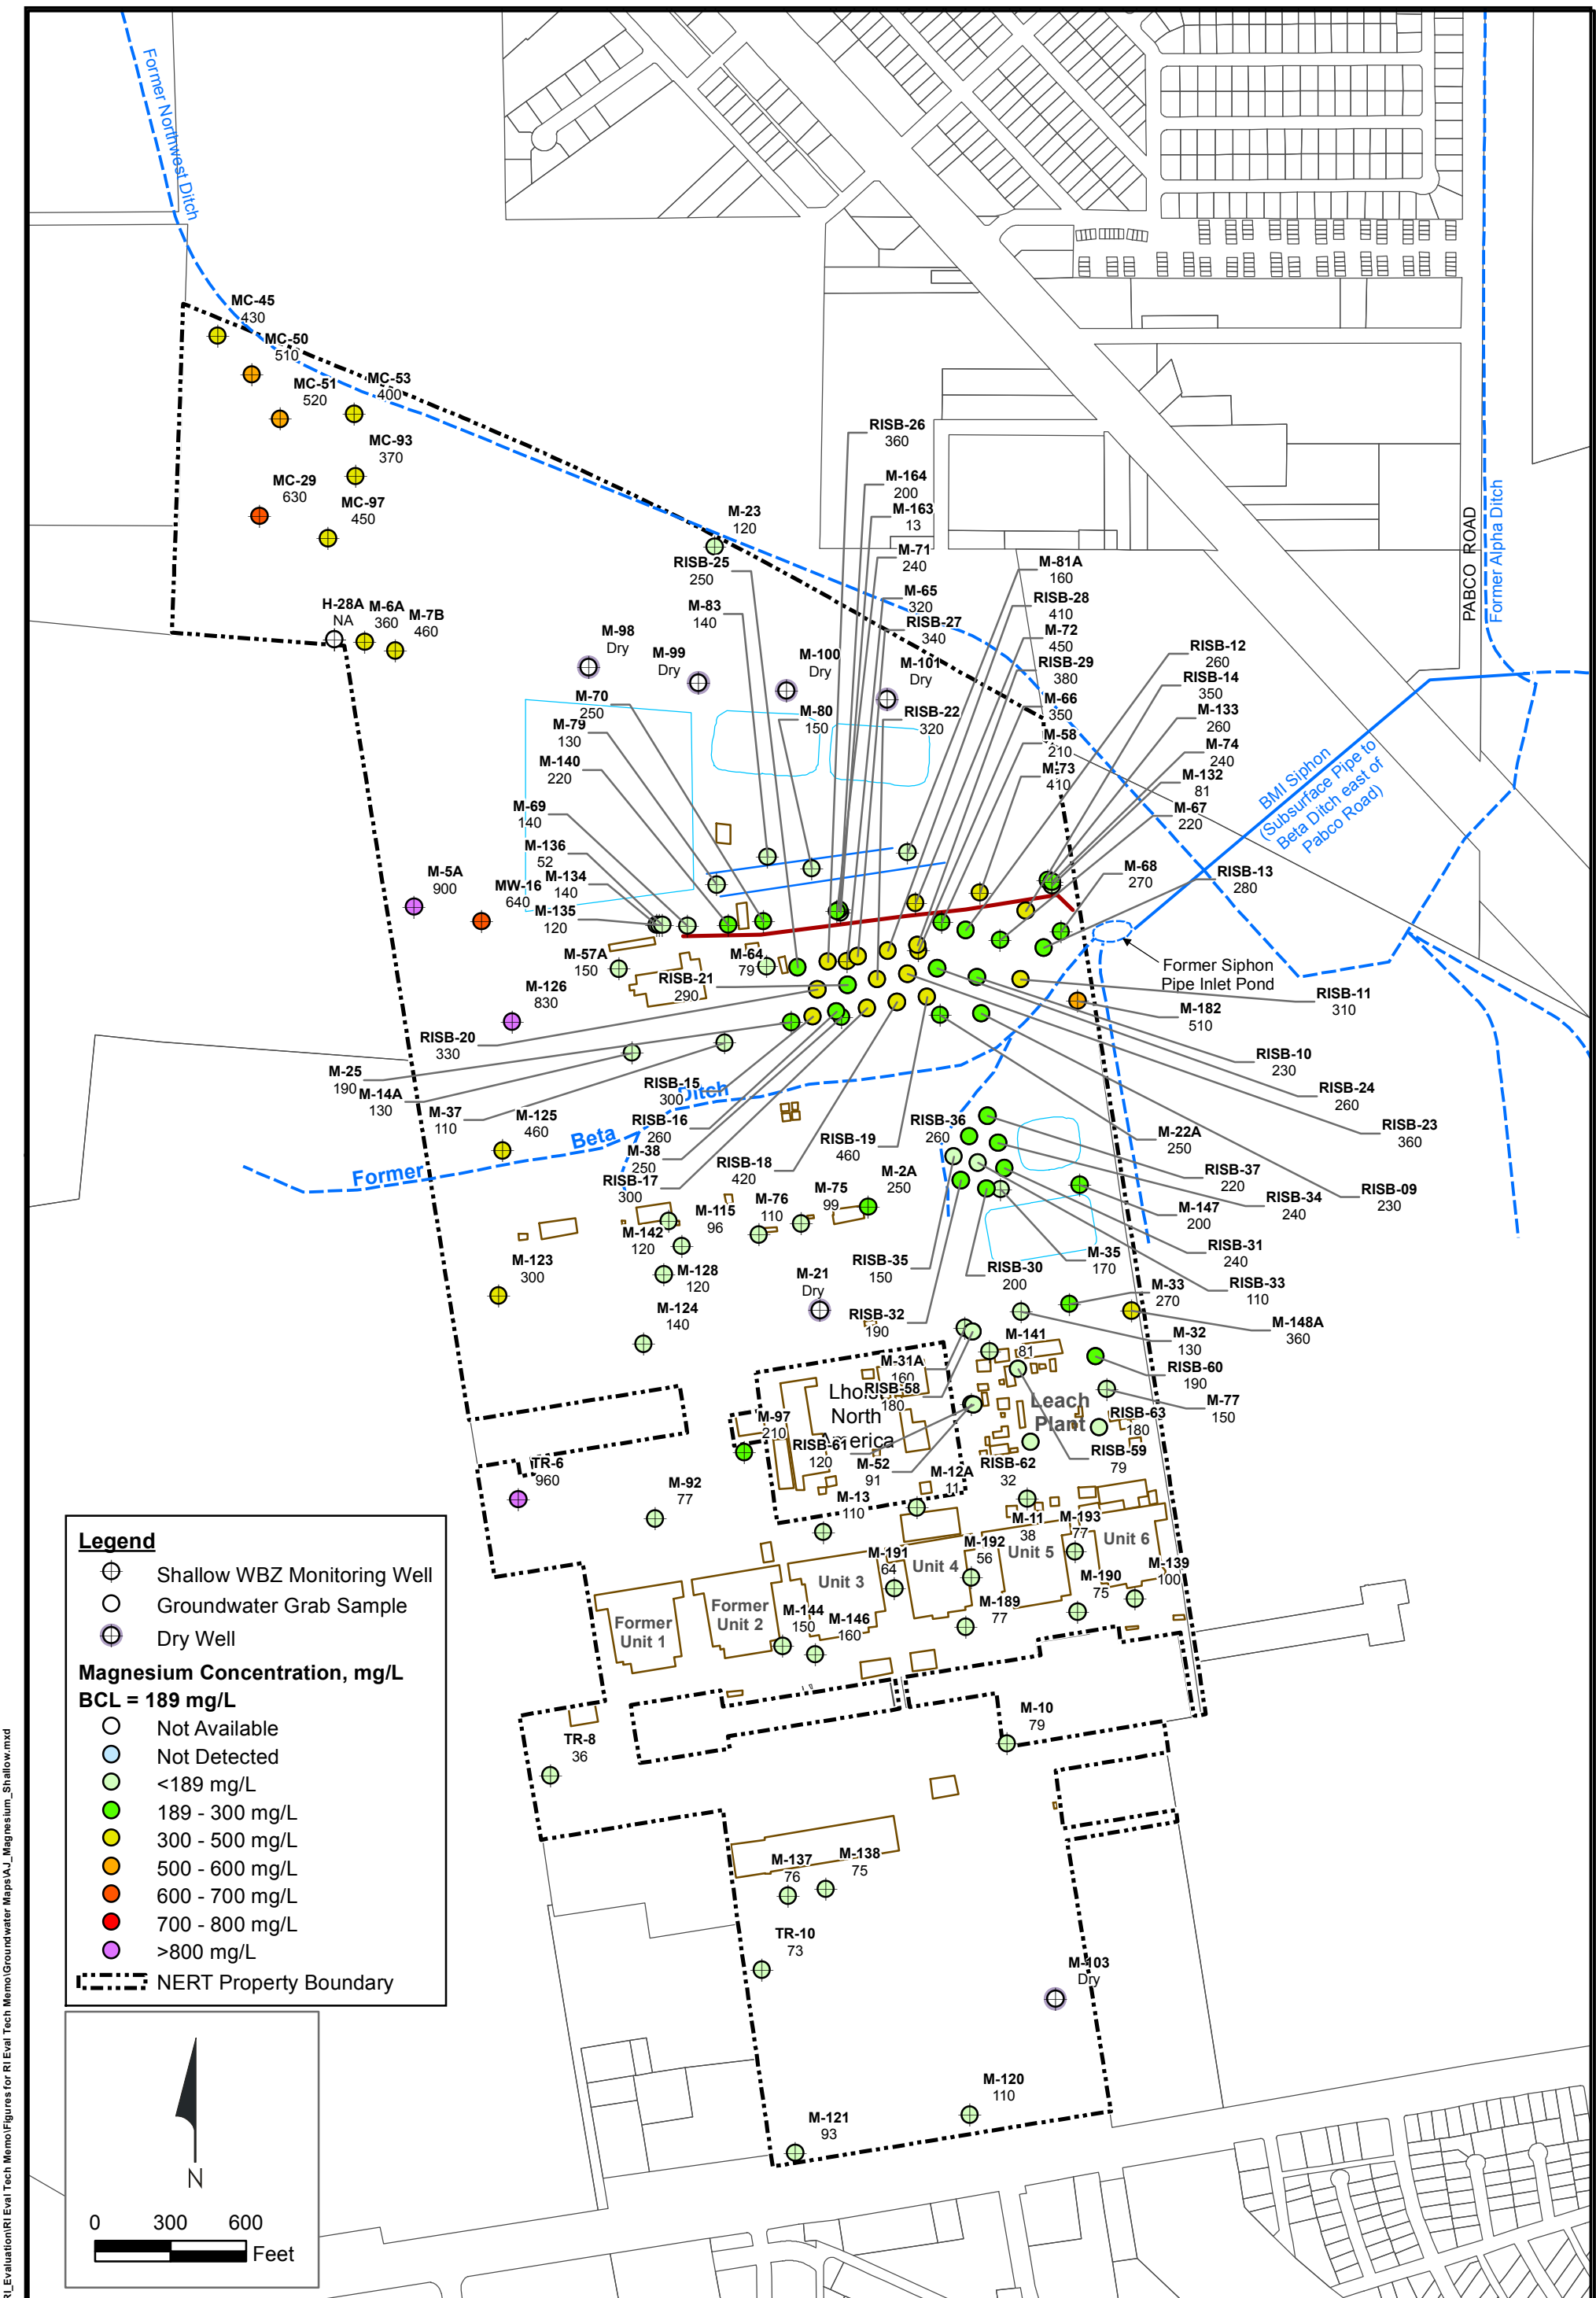 Former Northwest Ditch
MC-45
430
MC-50
510
MC-51
520
MC-53
400
MC-93
370
MC-29
630
MC-97
450
H-28A
NA
M-6A
360
M-7B
460
M-23
120
RISB-26
360
M-164
200
M-163
13
M-71
240
M-65
320
RISB-27
340
RISB-25
250
M-83
140
M-81A
160
RISB-28
410
M-72
450
RISB-29
380
M-66
350
M-58
210
M-73
410
RISB-12
260
RISB-14
350
M-133
260
M-74
240
M-132
81
M-67
220
M-68
270
RISB-13
280
PABCO ROAD
Former Alpha Ditch
BMI Siphon
(Subsurface Pipe to
Beta Ditch east of
Pabco Road)
M-98
Dry
M-99
Dry
M-100
Dry
M-101
Dry
M-70
250
M-80
150
RISB-22
320
M-79
130
M-140
220
M-69
140
M-136
52
M-134
140
M-135
120
M-5A
900
MW-16
640
M-57A
150
M-64
79
RISB-21
290
M-126
830
RISB-20
330
M-25
190
M-14A
130
M-37
110
Former Siphon
Pipe Inlet Pond
RISB-11
310
M-182
510
RISB-10
230
RISB-24
260
RISB-23
360
M-22A
250
RISB-09
230
RISB-15
300
RISB-16
260
M-38
250
RISB-17
300
RISB-18
420
RISB-19
460
RISB-36
260
M-125
460
Former Beta Ditch
RISB-37
220
RISB-34
240
M-147
200
RISB-31
240
RISB-33
110
M-35
170
RISB-30
200
RISB-35
150
RISB-32
190
M-2A
250
M-75
99
M-76
110
M-115
96
M-142
120
M-128
120
M-124
140
M-123
300
M-21
Dry
M-33
270
M-148A
360
M-32
130
RISB-60
190
M-77
150
M-141
81
M-31A
160
RISB-58
180
Lhoist
North
America
Leach
Plant
RISB-63
180
RISB-59
79
RISB-61
120
M-52
91
RISB-62
32
M-97
210
TR-6
960
M-92
77
M-13
110
M-12A
11
M-11
38
M-193
77
M-192
56
M-191
64
M-190
75
M-139
100
M-189
77
M-144
150
M-146
160
Former
Unit 1
Former
Unit 2
Unit 3
Unit 4
Unit 5
Unit 6
M-10
79
TR-8
36
M-137
76
M-138
75
TR-10
73
M-103
Dry
M-120
110
M-121
93
Legend
Shallow WBZ Monitoring Well
Groundwater Grab Sample
Dry Well
Magnesium Concentration, mg/L
BCL = 189 mg/L
Not Available
Not Detected
<189 mg/L
189 - 300 mg/L
300 - 500 mg/L
500 - 600 mg/L
600 - 700 mg/L
700 - 800 mg/L
>800 mg/L
NERT Property Boundary
N
0 300 600
Feet
RI_Evaluation\RI Eval Tech Memo\Figures for RI Eval Tech Memo\Groundwater Maps\AJ_Magnesium_Shallow.mxd